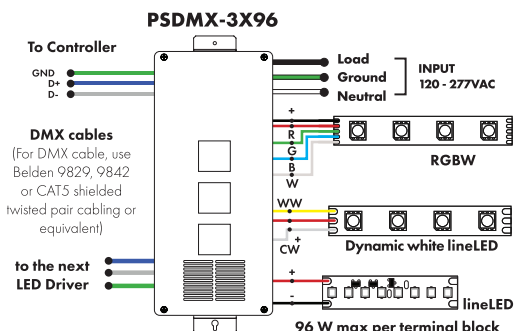 PSDMX-3X96
To Controller
GND
D+
D-
DMX cables
(For DMX cable, use
Belden 9829, 9842
or CAT5 shielded
twisted pair cabling or
equivalent)
to the next
LED Driver
Load
Ground
Neutral
INPUT
120 - 277VAC
+
R
G
B
W
RGBW
WW
+
CW
Dynamic white lineLED
+
-
lineLED
96 W max per terminal block